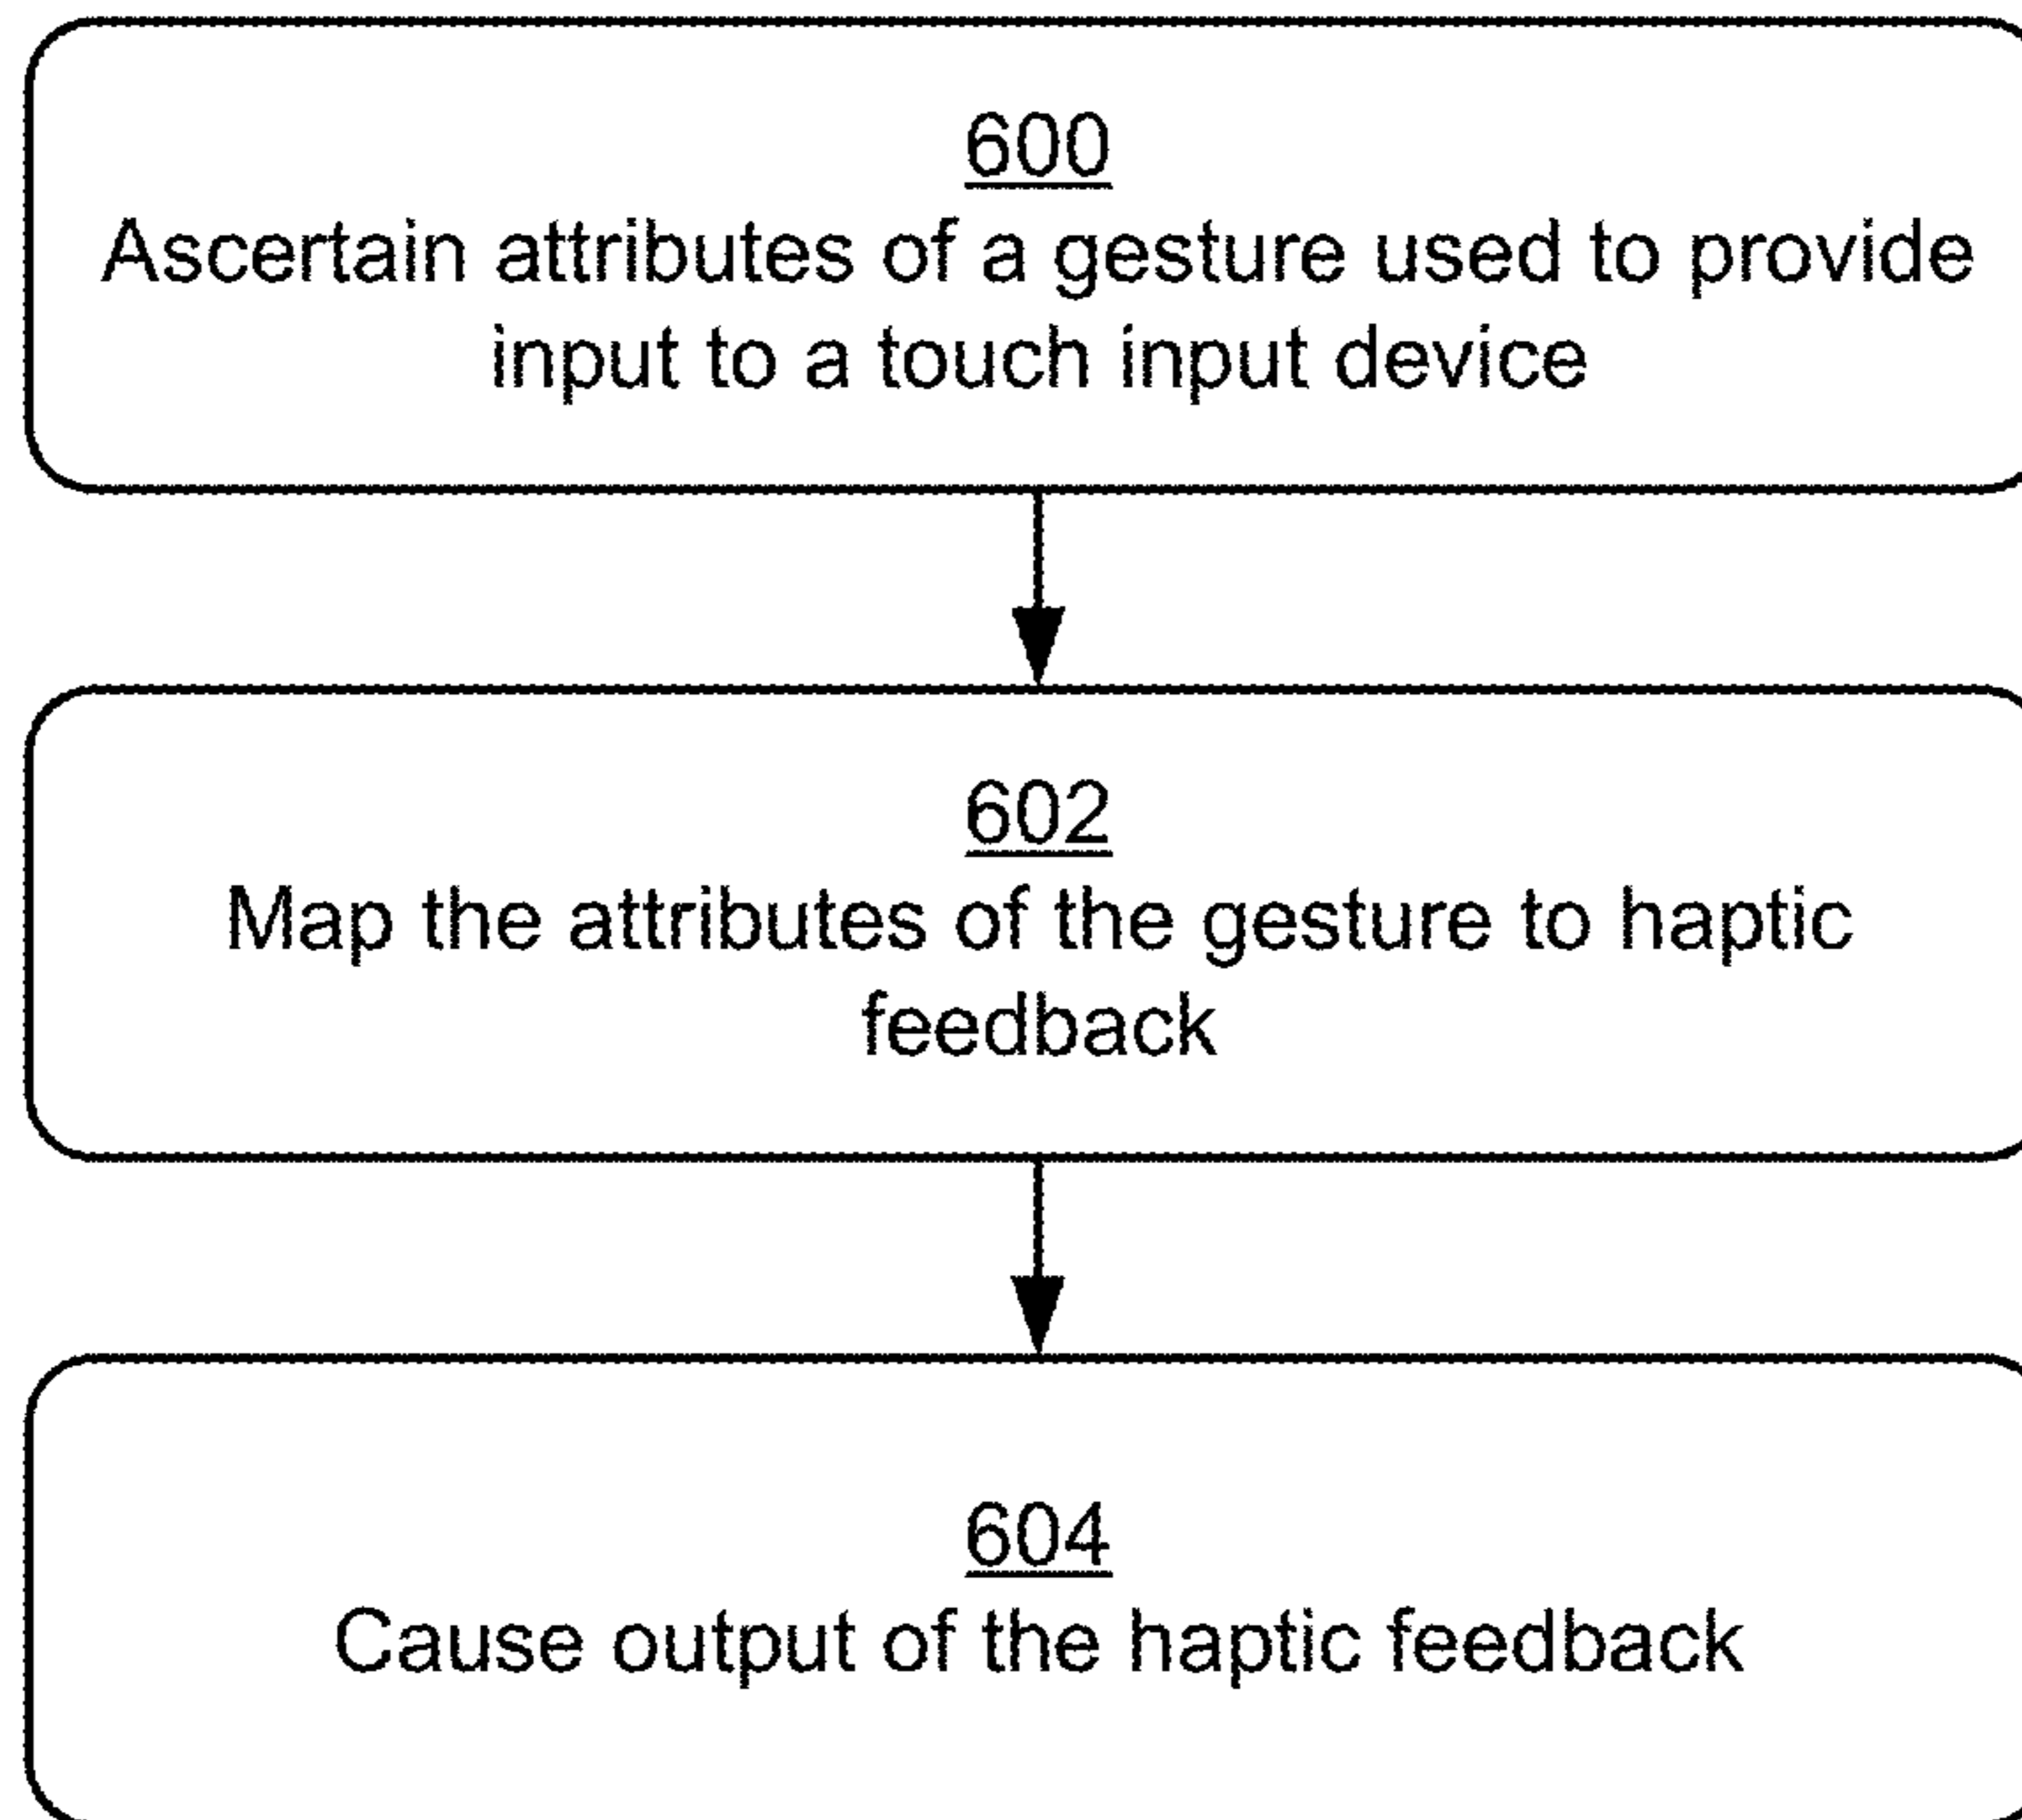 600
Ascertain attributes of a gesture used to provide
input to a touch input device
602
Map the attributes of the gesture to haptic
feedback
604
Cause output of the haptic feedback